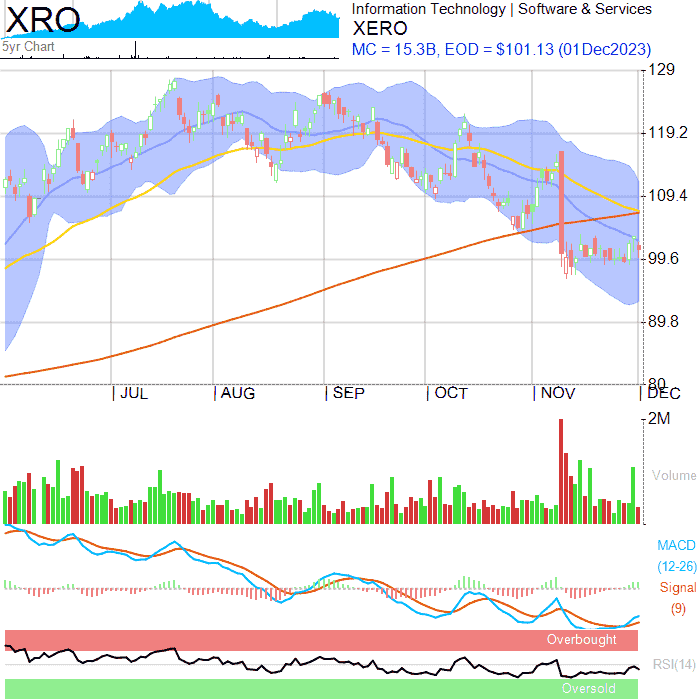 XRO
5yr Chart
Information Technology | Software & Services
XERO
MC = 15.3B, EOD = $101.13 (01Dec2023)
129
119.2
109.4
99.6
89.8
80
JUL
AUG
SEP
OCT
NOV
DEC
2M
Volume
MACD
(12-26)
Signal
(9)
Overbought
RSI(14)
Oversold